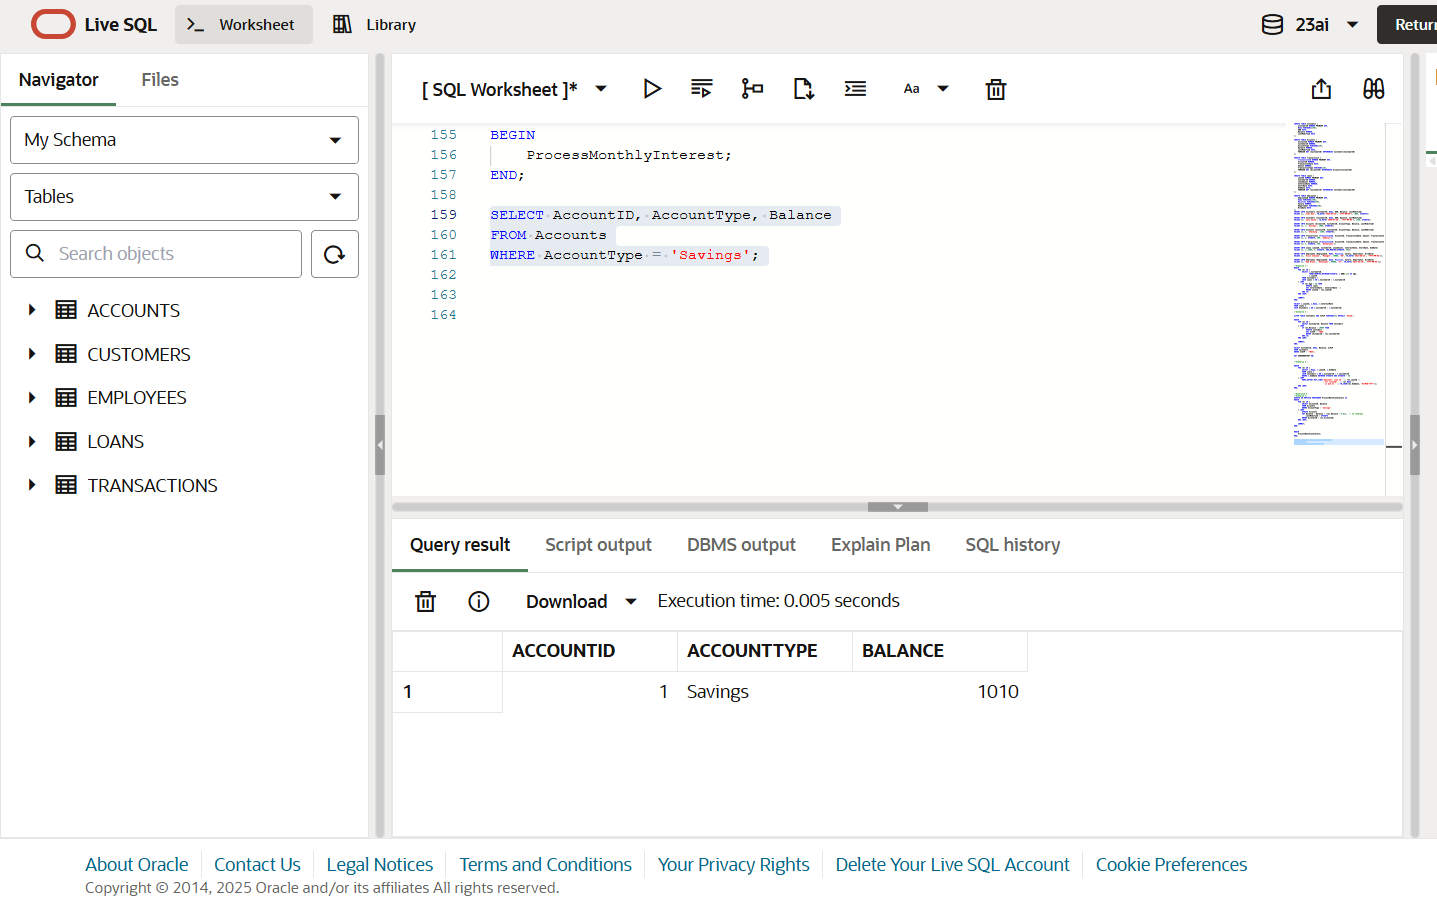 Live SQL
Worksheet
Library
23ai
Return
Navigator
Files
My Schema
Tables
Search objects
ACCOUNTS
CUSTOMERS
EMPLOYEES
LOANS
TRANSACTIONS
[ SQL Worksheet ]*
Aa
155 BEGIN
156 ProcessMonthlyInterest;
157 END;
158
159 SELECT AccountID, AccountType, Balance
160 FROM Accounts
161 WHERE AccountType = 'Savings';
162
163
164
Query result
Script output
DBMS output
Explain Plan
SQL history
Download
Execution time: 0.005 seconds
ACCOUNTID ACCOUNTTYPE BALANCE
1 1 Savings 1010
About Oracle
Contact Us
Legal Notices
Terms and Conditions
Your Privacy Rights
Delete Your Live SQL Account
Cookie Preferences
Copyright © 2014, 2025 Oracle and/or its affiliates All rights reserved.